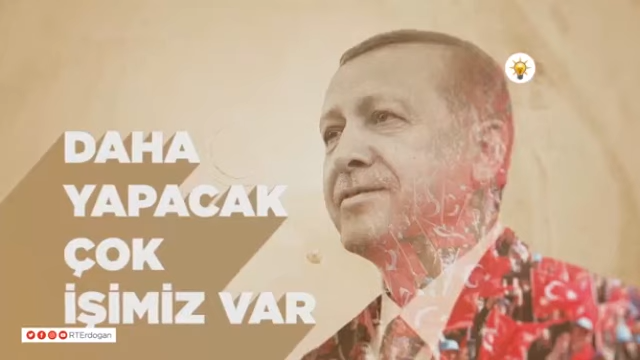 DAHA
YAPACAK
ÇOK
İŞİMİZ VAR
RTErdogan